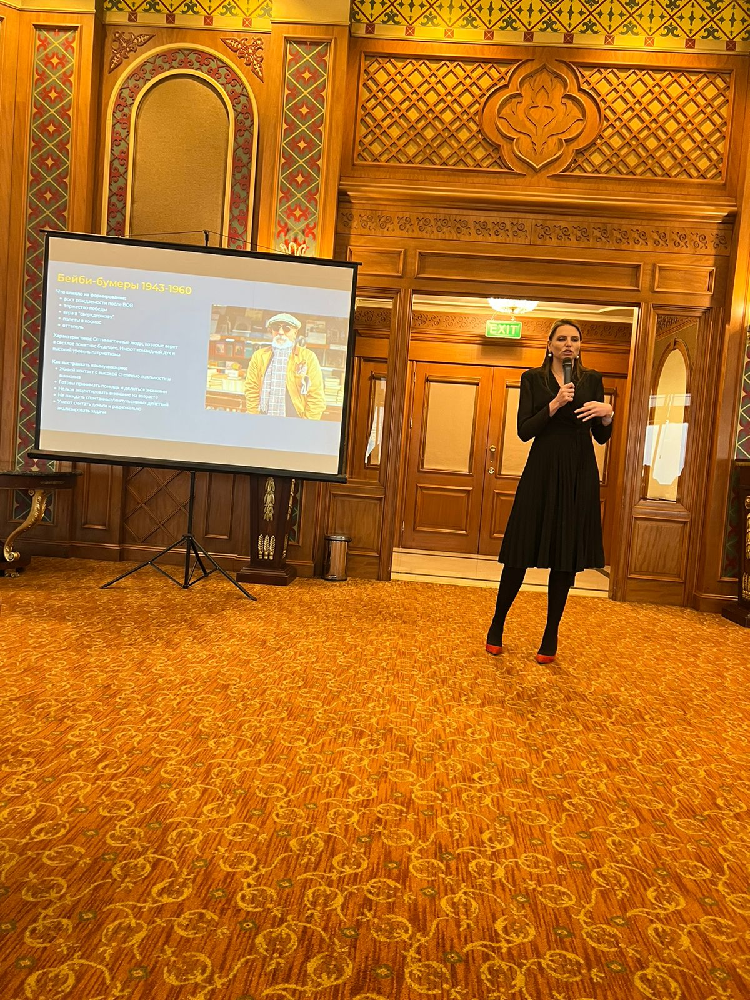 Бейби-бумеры 1943-1960
Что влияло на формирование:
рост рождаемости после ВОВ
торжество победы
вера в "сверхдержаву"
полеты в космос
оттепель
Характеристики: Оптимистичные люди, которые верят
в светлое понятное будущее. Имеют командный дух и
высокий уровень патриотизма
Как выстраивать коммуникацию:
Живой контакт с высокой степенью лояльности и
внимания
Готовы принимать помощь и делиться знаниями
Нельзя акцентировать внимание на возрасте
Не ожидать спонтанных/импульсивных действий
Умеют считать деньги и рационально
анализировать задачи
EXIT